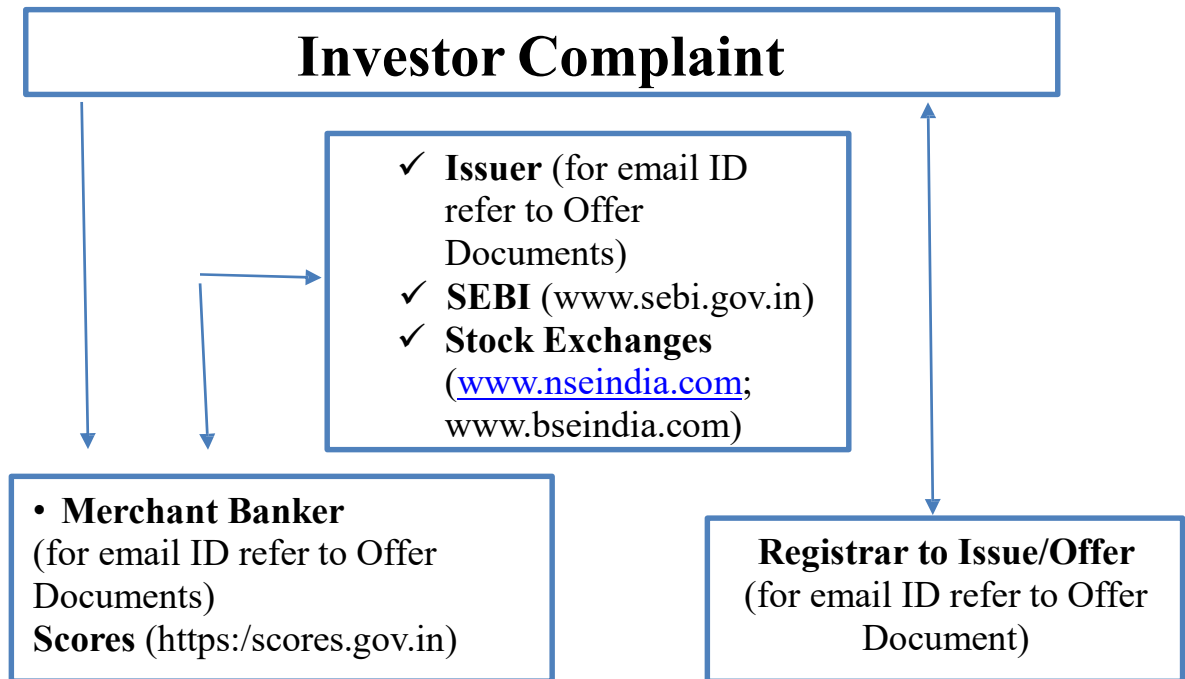 Investor Complaint
✓ Issuer (for email ID
refer to Offer
Documents)
✓ SEBI (www.sebi.gov.in)
✓ Stock Exchanges
(www.nseindia.com;
www.bseindia.com)
• Merchant Banker
(for email ID refer to Offer
Documents)
Scores (https:/scores.gov.in)
Registrar to Issue/Offer
(for email ID refer to Offer
Document)